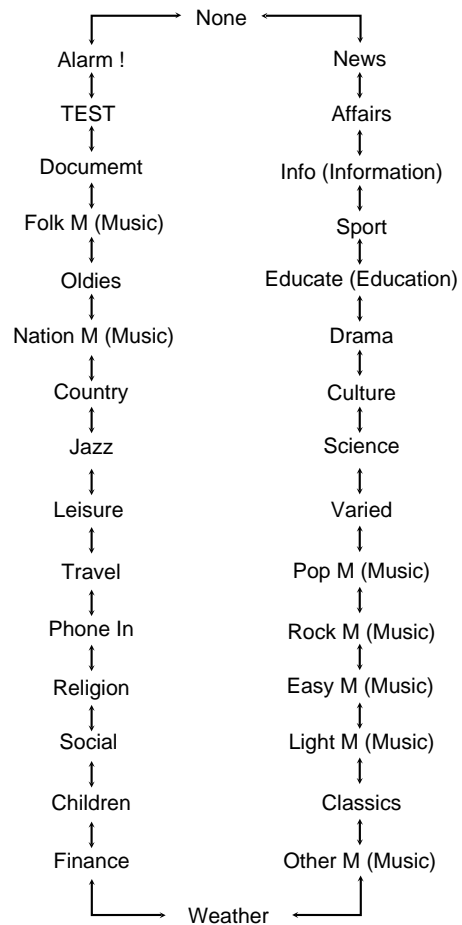 None
Alarm !
News
TEST
Affairs
Documemt
Info (Information)
Folk M (Music)
Sport
Oldies
Educate (Education)
Nation M (Music)
Drama
Country
Culture
Jazz
Science
Leisure
Varied
Travel
Pop M (Music)
Phone In
Rock M (Music)
Religion
Easy M (Music)
Social
Light M (Music)
Children
Classics
Finance
Other M (Music)
Weather